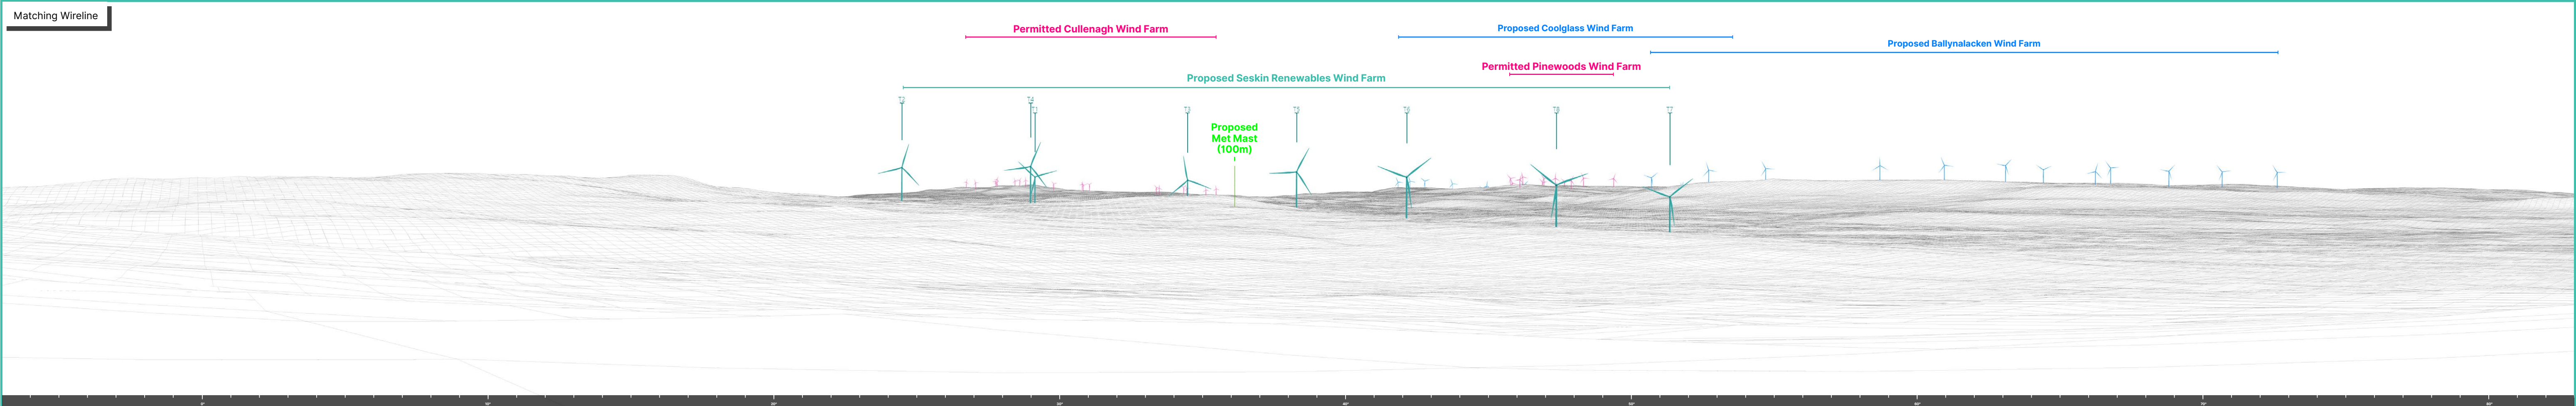 Matching Wireline
Permitted Cullenagh Wind Farm
Proposed Coolglass Wind Farm
Proposed Ballynalacken Wind Farm
Permitted Pinewoods Wind Farm
Proposed Seskin Renewables Wind Farm
Proposed
Met Mast
(100m)